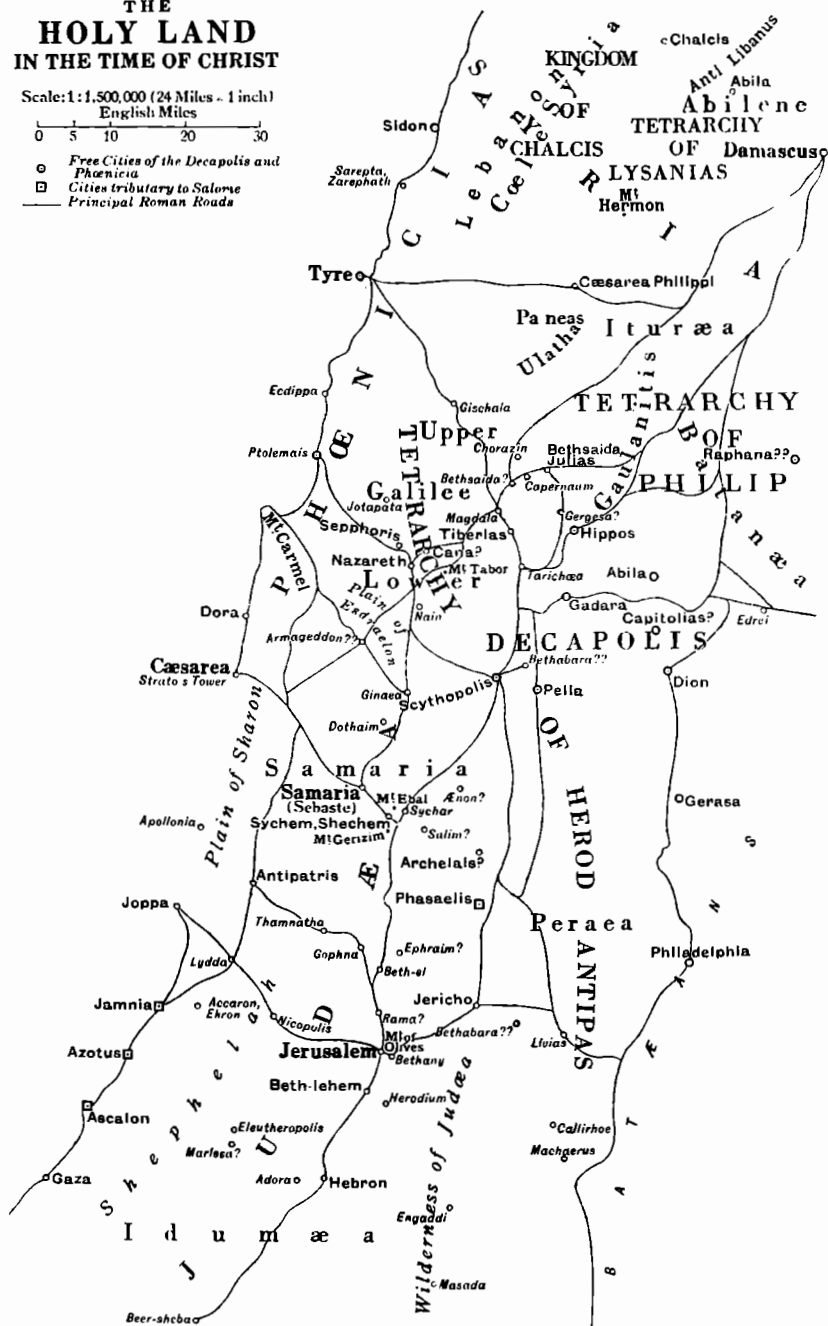 THE
HOLY LAND
IN THE TIME OF CHRIST
Scale: 1:1,500,000 (24 Miles - 1 inch)
English Miles
0 5 10 20 30
Free Cities of the Decapolis and
Phœnicia
Cities tributary to Salome
Principal Roman Roads
KINGDOM
OF
CHALCIS
Chalcis
Anti Libanus
Abila
Abilene
TETRARCHY
OF
LYSANIAS
Damascus
Lebanon
Cœle Syria
SYRIA
Mt
Hermon
Sidon
Sarepta,
Zarephath
Tyre
PHŒNICIA
Cæsarea Philippi
Paneas
Ulatha
Ituræa
Ecdippa
Gischala
TETRARCHY
OF
PHILIP
Gaulanitis
Batanæa
Raphana??
Upper
Galilee
Lower
TETRARCHY
Chorazin
Bethsaida
Julias
Bethsaida?
Capernaum
Ptolemais
Jotapata
Magdala
Gergesa?
Sepphoris
Tiberias
Hippos
Mt Carmel
Nazareth
Cana?
Mt Tabor
Tarichæa
Abila
Plain of
Esdraelon
Nain
Gadara
Capitolias?
Edrei
Dora
Armageddon??
DECAPOLIS
Bethabara??
Cæsarea
Strato s Tower
Ginaea
Scythopolis
Pella
Dion
Dothaim
OF HEROD ANTIPAS
Plain of Sharon
Samaria
Samaria
(Sebaste)
Mt Ebal
Ænon?
Sychar
Sychem, Shechem
Mt Gerizim
Salim?
Gerasa
Apollonia
Archelais?
Antipatris
Phasaelis
Joppa
Peraea
Thamnatha
Gophna
Ephraim?
Philadelphia
Lydda
Beth-el
Jamnia
Accaron,
Ekron
Nicopolis
Rama?
Jericho
Bethabara??
Livias
Mt of
Olives
Jerusalem
Bethany
Azotus
Beth-lehem
Herodium
Ascalon
Shephelah
Eleutheropolis
Marissa?
Callirhoe
Machaerus
Gaza
Adora
Hebron
Wilderness of Judæa
Engaddi
Idumæa
JUDÆA
NABATÆANS
Masada
Beer-sheba